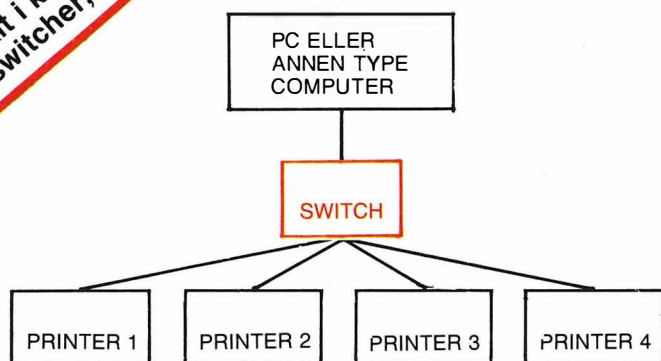 t i k
switcher,
PC ELLER
ANNEN TYPE
COMPUTER
SWITCH
PRINTER 1 PRINTER 2 PRINTER 3 PRINTER 4